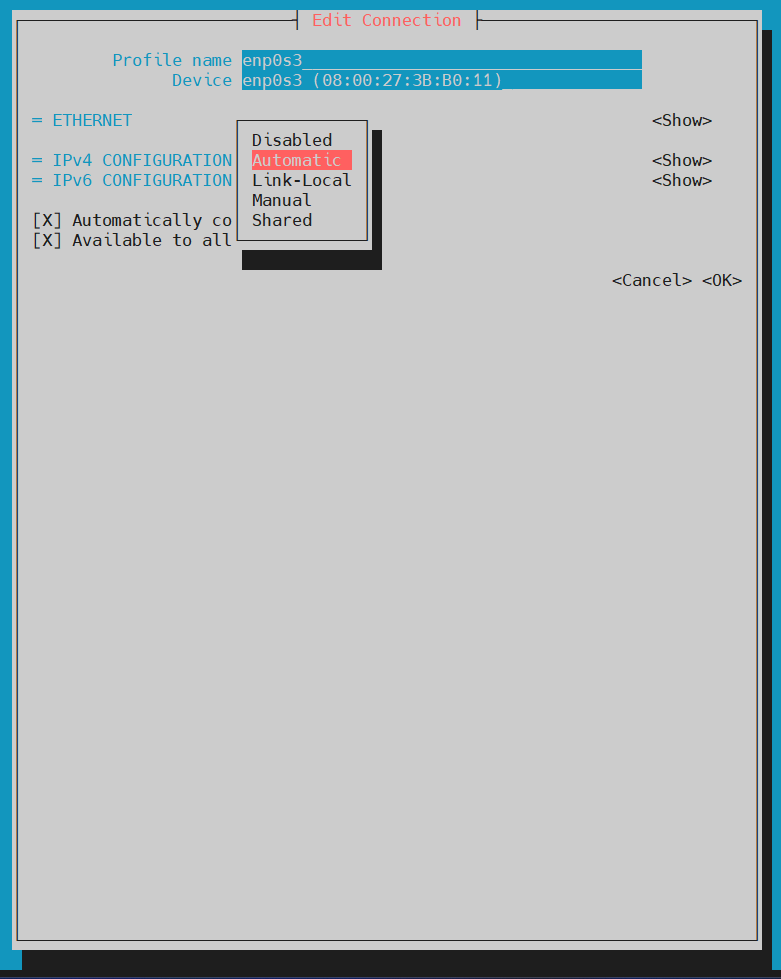 Edit Connection
Profile name enp0s3
Device enp0s3 (08:00:27:3B:B0:11)
= ETHERNET <Show>
Disabled
= IPv4 CONFIGURATION Automatic <Show>
= IPv6 CONFIGURATION Link-Local <Show>
Manual
[X] Automatically co Shared
[X] Available to all
<Cancel> <OK>